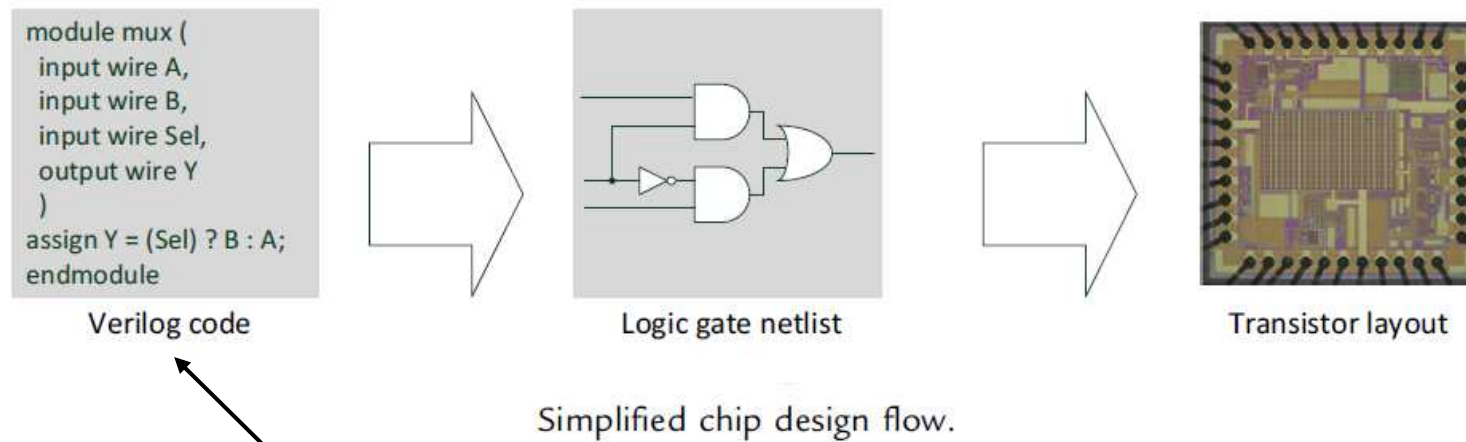 module mux (
input wire A,
input wire B,
input wire Sel,
output wire Y
)
assign Y = (Sel) ? B : A;
endmodule
Verilog code
Logic gate netlist
Transistor layout
Simplified chip design flow.